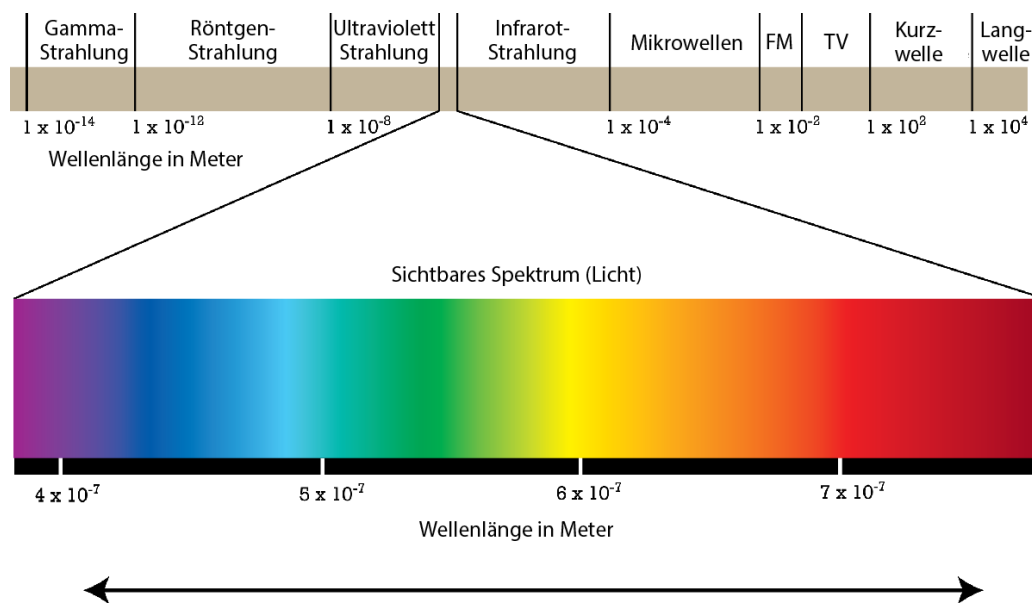 Gamma-
Strahlung
Röntgen-
Strahlung
Ultraviolett
Strahlung
Infrarot-
Strahlung
Mikrowellen
FM
TV
Kurz-
welle
Lang-
welle
1 x 10⁻¹⁴
1 x 10⁻¹²
1 x 10⁻⁸
1 x 10⁻⁴
1 x 10⁻²
1 x 10²
1 x 10⁴
Wellenlänge in Meter
Sichtbares Spektrum (Licht)
4 x 10⁻⁷
5 x 10⁻⁷
6 x 10⁻⁷
7 x 10⁻⁷
Wellenlänge in Meter